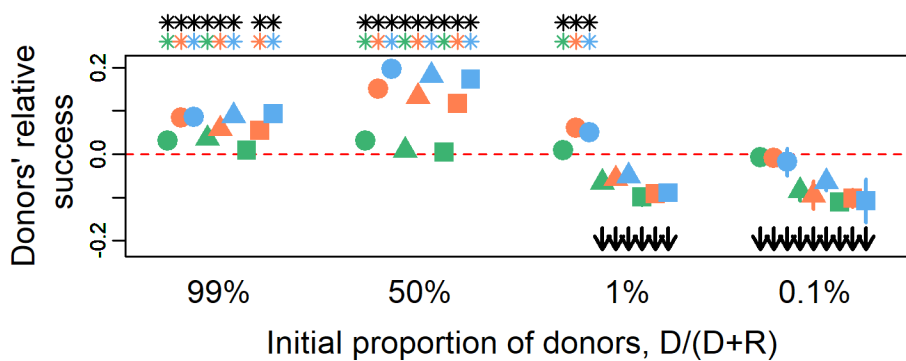 Donors' relative
success
0.2
0.0
-0.2
99%
50%
1%
0.1%
Initial proportion of donors, D/(D+R)